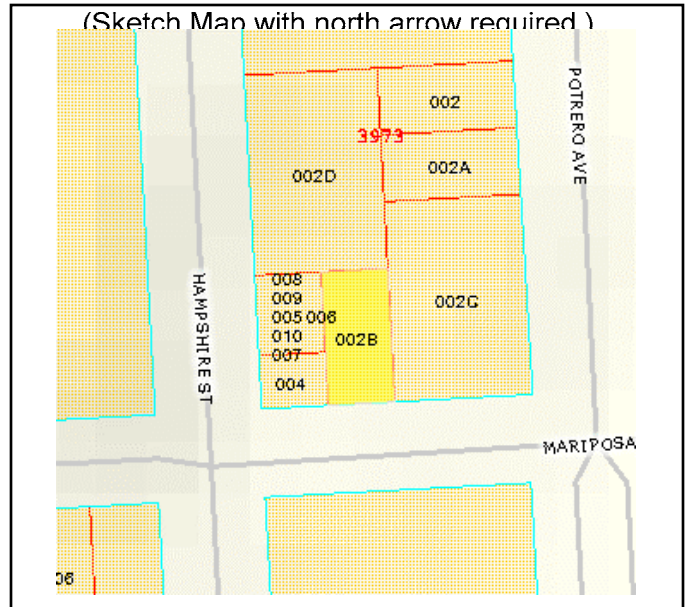 (Sketch Map with north arrow required.)
002
POTRERO AVE
3973
002A
002D
008
009
002C
HAMPSHIRE ST
005 006
010
002B
007
004
MARIPOSA
06